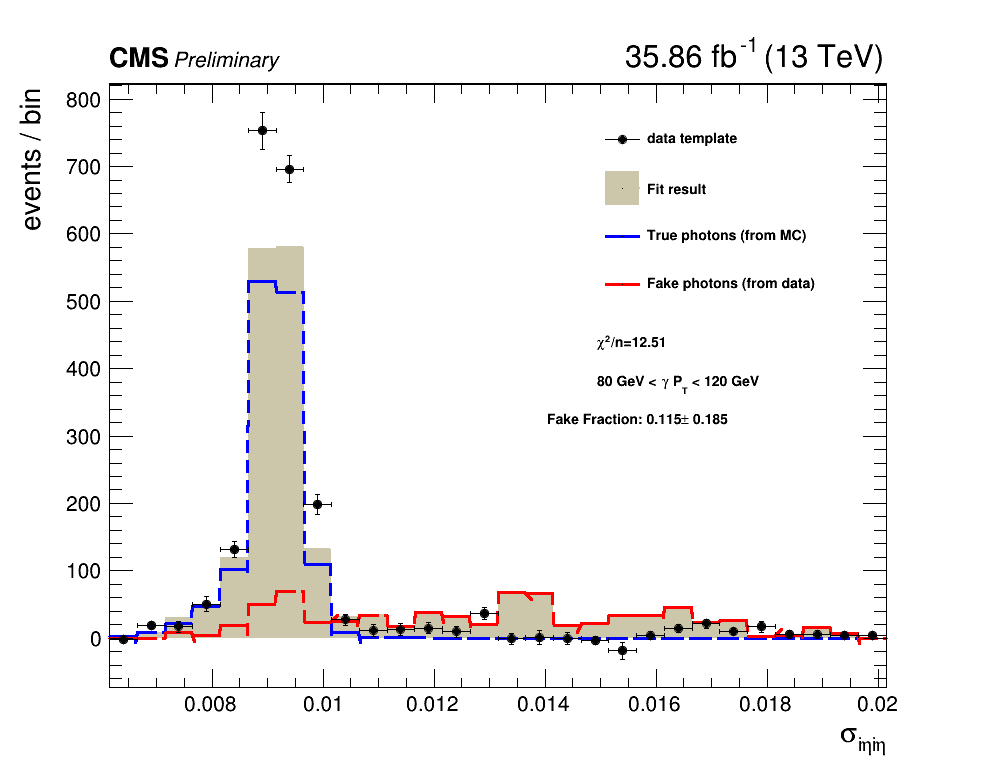 CMS Preliminary 35.86 fb⁻¹ (13 TeV)
events / bin
800
700
600
500
400
300
200
100
0
data template
Fit result
True photons (from MC)
Fake photons (from data)
χ²/n=12.51
80 GeV < γ P_T < 120 GeV
Fake Fraction: 0.115± 0.185
0.008 0.01 0.012 0.014 0.016 0.018 0.02
σ_iηiη